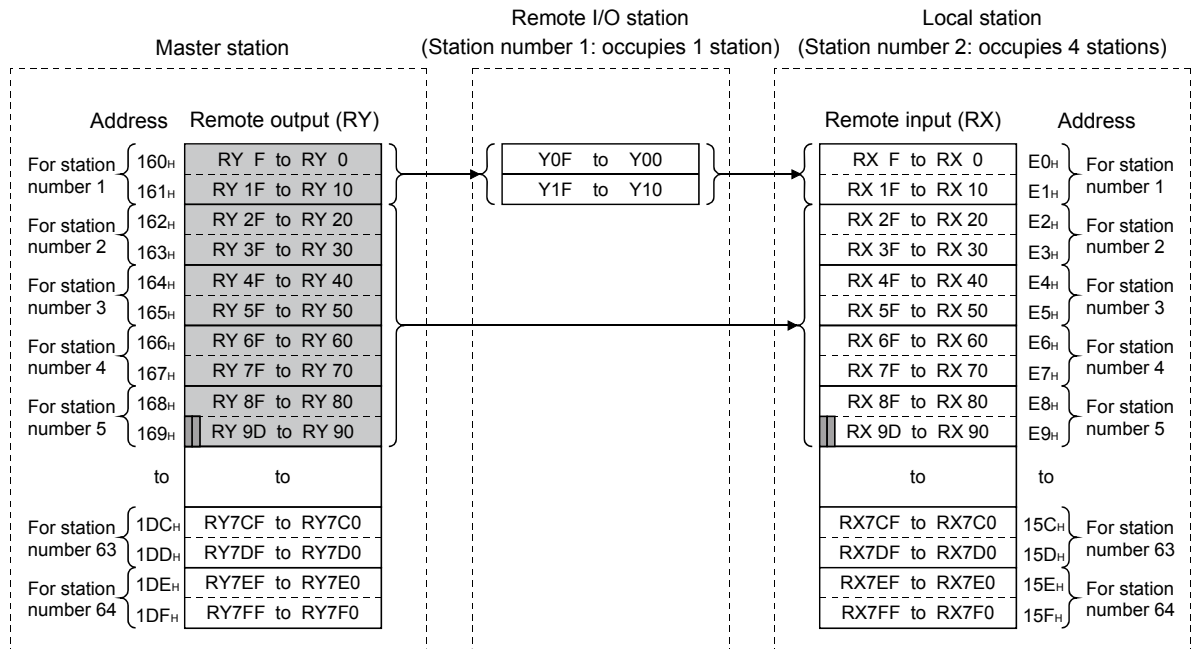 Master station
Remote I/O station
(Station number 1: occupies 1 station)
Local station
(Station number 2: occupies 4 stations)
Address Remote output (RY)
For station number 1
160H RY F to RY 0
161H RY 1F to RY 10
For station number 2
162H RY 2F to RY 20
163H RY 3F to RY 30
For station number 3
164H RY 4F to RY 40
165H RY 5F to RY 50
For station number 4
166H RY 6F to RY 60
167H RY 7F to RY 70
For station number 5
168H RY 8F to RY 80
169H RY 9D to RY 90
to to
For station number 63
1DCH RY7CF to RY7C0
1DDH RY7DF to RY7D0
For station number 64
1DEH RY7EF to RY7E0
1DFH RY7FF to RY7F0
Y0F to Y00
Y1F to Y10
Remote input (RX) Address
RX F to RX 0 E0H
RX 1F to RX 10 E1H
For station number 1
RX 2F to RX 20 E2H
RX 3F to RX 30 E3H
For station number 2
RX 4F to RX 40 E4H
RX 5F to RX 50 E5H
For station number 3
RX 6F to RX 60 E6H
RX 7F to RX 70 E7H
For station number 4
RX 8F to RX 80 E8H
RX 9D to RX 90 E9H
For station number 5
to to
RX7CF to RX7C0 15CH
RX7DF to RX7D0 15DH
For station number 63
RX7EF to RX7E0 15EH
RX7FF to RX7F0 15FH
For station number 64